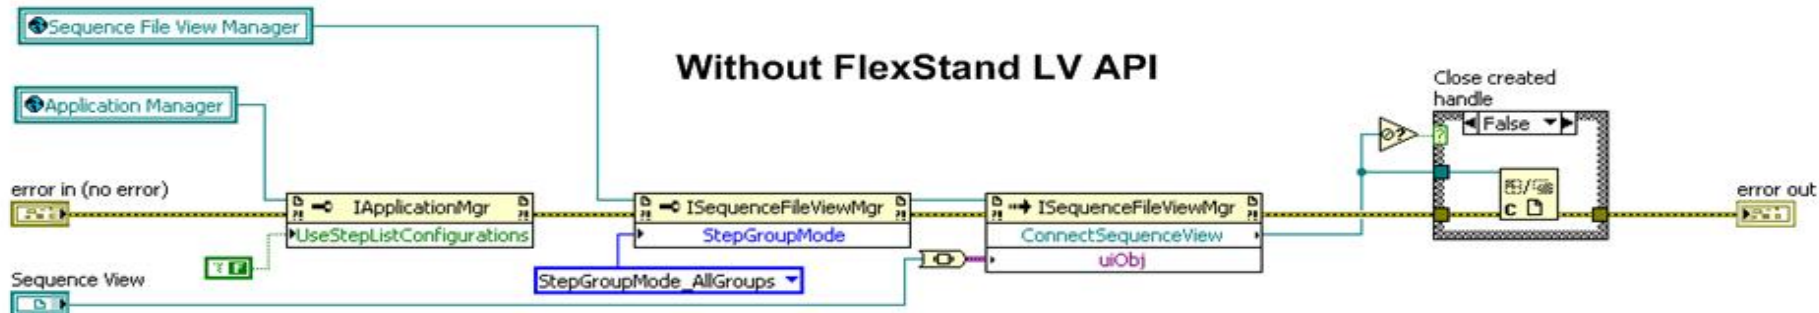 Sequence File View Manager
Without FlexStand LV API
Application Manager
Close created
handle
False
error in (no error)
IApplicationMgr
UseStepListConfigurations
ISequenceFileViewMgr
StepGroupMode
ISequenceFileViewMgr
ConnectSequenceView
uiObj
error out
F
StepGroupMode_AllGroups
Sequence View
C